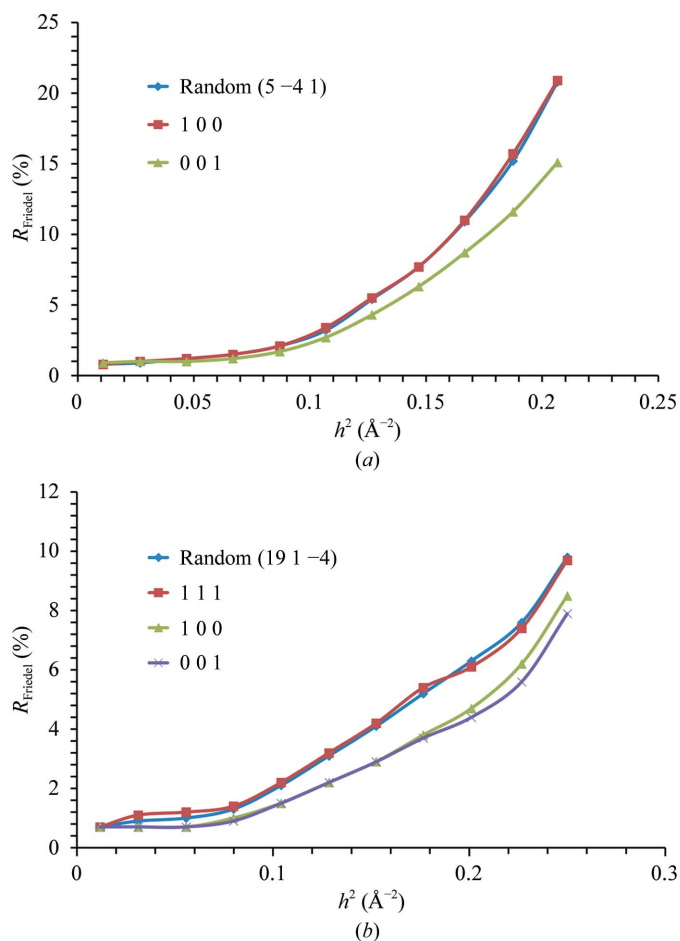 25
20
15
10
5
0
R_Friedel (%)
Random (5 −4 1)
1 0 0
0 0 1
0 0.05 0.1 0.15 0.2 0.25
h² (Å⁻²)
(a)
12
10
8
6
4
2
0
R_Friedel (%)
Random (19 1 −4)
1 1 1
1 0 0
0 0 1
0 0.1 0.2 0.3
h² (Å⁻²)
(b)